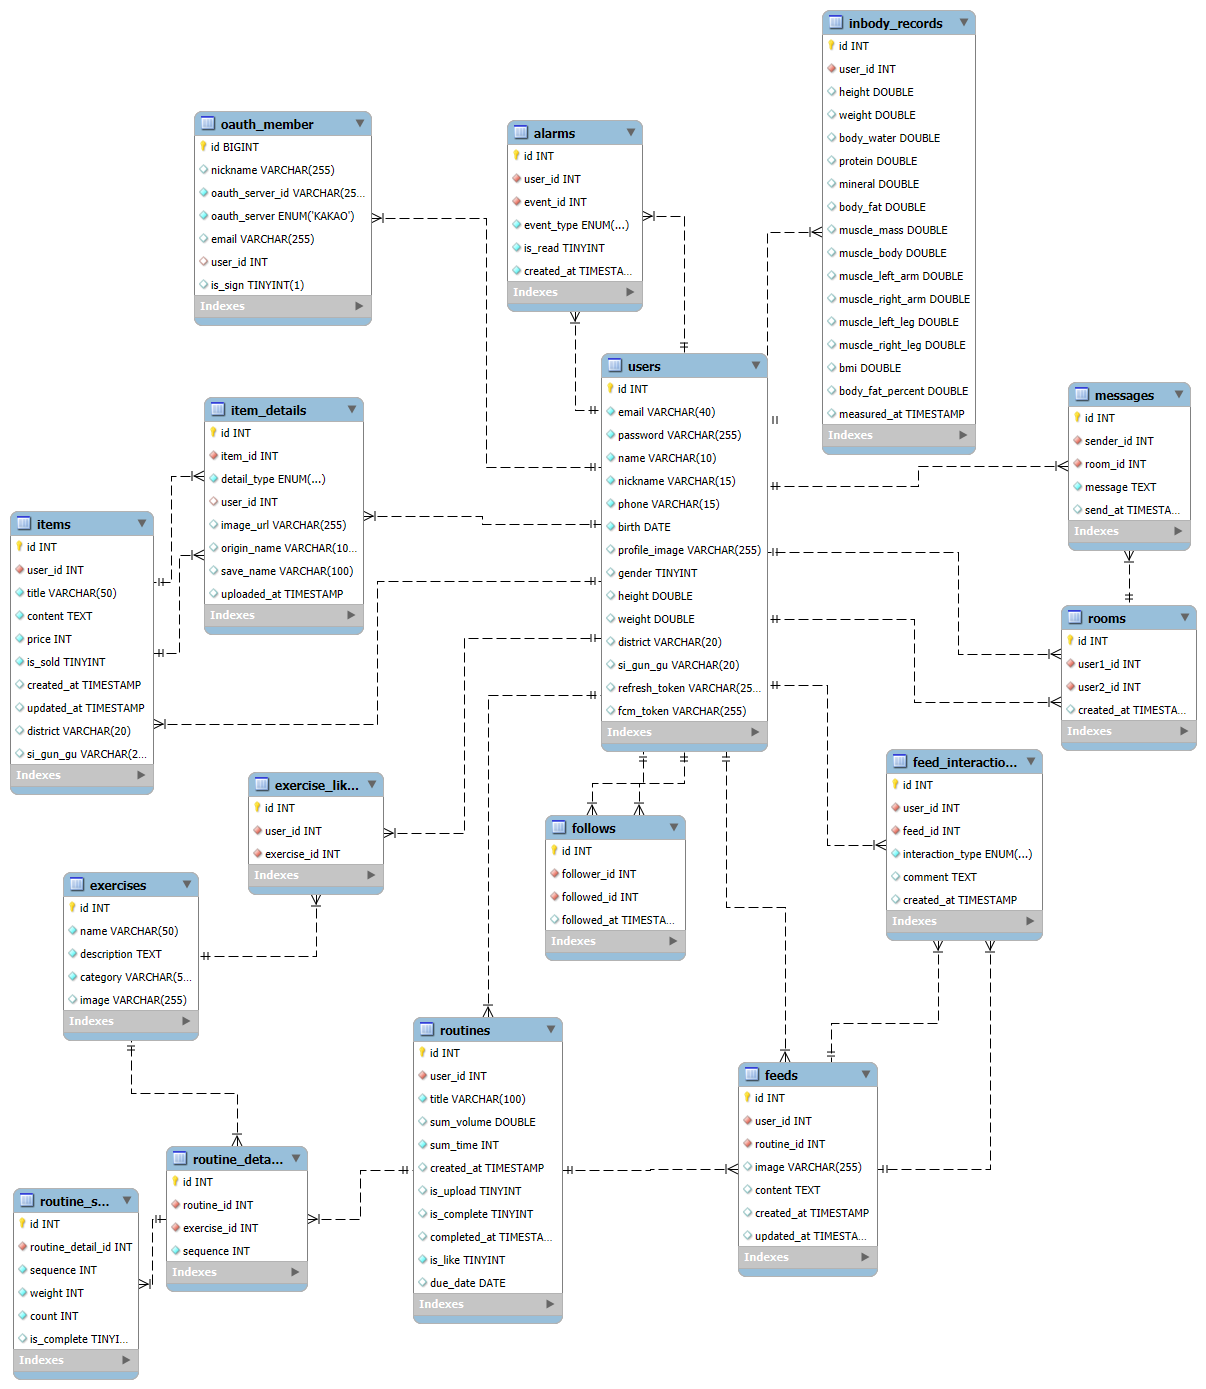 inbody_records
id INT
user_id INT
height DOUBLE
weight DOUBLE
body_water DOUBLE
protein DOUBLE
mineral DOUBLE
body_fat DOUBLE
muscle_mass DOUBLE
muscle_body DOUBLE
muscle_left_arm DOUBLE
muscle_right_arm DOUBLE
muscle_left_leg DOUBLE
muscle_right_leg DOUBLE
bmi DOUBLE
body_fat_percent DOUBLE
measured_at TIMESTAMP
Indexes
oauth_member
id BIGINT
nickname VARCHAR(255)
oauth_server_id VARCHAR(25...
oauth_server ENUM('KAKAO')
email VARCHAR(255)
user_id INT
is_sign TINYINT(1)
Indexes
alarms
id INT
user_id INT
event_id INT
event_type ENUM(...)
is_read TINYINT
created_at TIMESTA...
Indexes
users
id INT
email VARCHAR(40)
password VARCHAR(255)
name VARCHAR(10)
nickname VARCHAR(15)
phone VARCHAR(15)
birth DATE
profile_image VARCHAR(255)
gender TINYINT
height DOUBLE
weight DOUBLE
district VARCHAR(20)
si_gun_gu VARCHAR(20)
refresh_token VARCHAR(25...
fcm_token VARCHAR(255)
Indexes
messages
id INT
sender_id INT
room_id INT
message TEXT
send_at TIMESTA...
Indexes
item_details
id INT
item_id INT
detail_type ENUM(...)
user_id INT
image_url VARCHAR(255)
origin_name VARCHAR(10...
save_name VARCHAR(100)
uploaded_at TIMESTAMP
Indexes
items
id INT
user_id INT
title VARCHAR(50)
content TEXT
price INT
is_sold TINYINT
created_at TIMESTAMP
updated_at TIMESTAMP
district VARCHAR(20)
si_gun_gu VARCHAR(2...
Indexes
rooms
id INT
user1_id INT
user2_id INT
created_at TIMESTA...
Indexes
feed_interactio...
id INT
user_id INT
feed_id INT
interaction_type ENUM(...)
comment TEXT
created_at TIMESTAMP
Indexes
exercise_lik...
id INT
user_id INT
exercise_id INT
Indexes
follows
id INT
follower_id INT
followed_id INT
followed_at TIMESTA...
Indexes
exercises
id INT
name VARCHAR(50)
description TEXT
category VARCHAR(5...
image VARCHAR(255)
Indexes
routines
id INT
user_id INT
title VARCHAR(100)
sum_volume DOUBLE
sum_time INT
created_at TIMESTAMP
is_upload TINYINT
is_complete TINYINT
completed_at TIMESTA...
is_like TINYINT
due_date DATE
Indexes
feeds
id INT
user_id INT
routine_id INT
image VARCHAR(255)
content TEXT
created_at TIMESTAMP
updated_at TIMESTA...
Indexes
routine_deta...
id INT
routine_id INT
exercise_id INT
sequence INT
Indexes
routine_s...
id INT
routine_detail_id INT
sequence INT
weight INT
count INT
is_complete TINYI...
Indexes